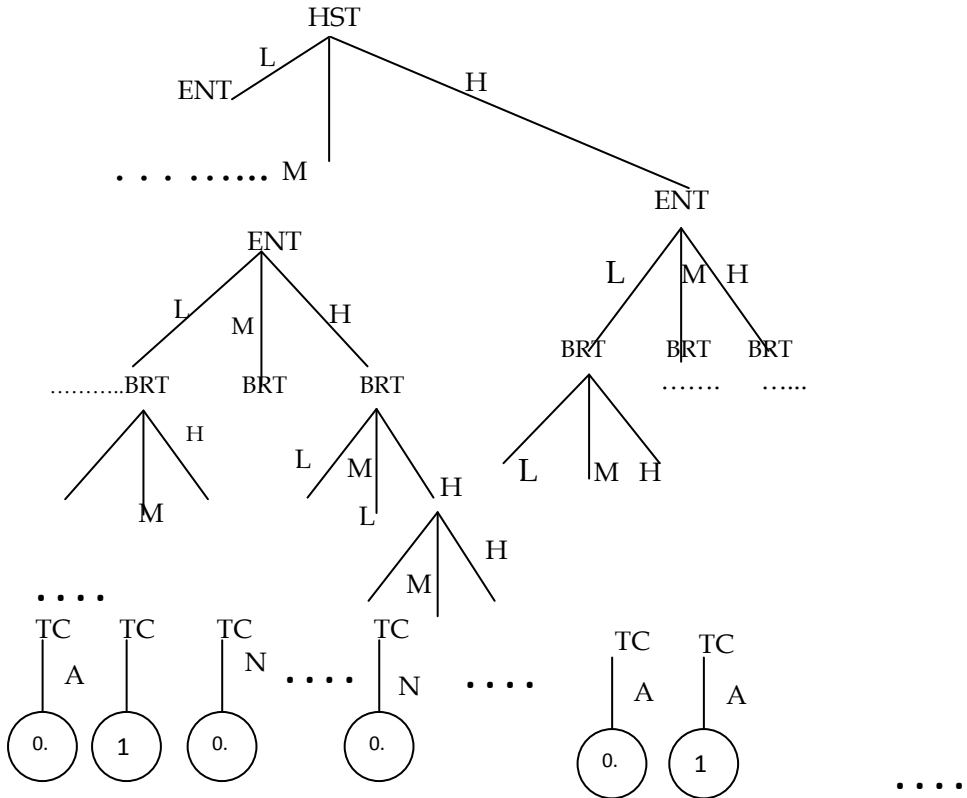 HST
L
H
ENT
. . . ...... M
ENT
ENT
L M H
L
M
H
BRT BRT BRT
...........BRT BRT BRT
....... ......
H
L
M
H
L M H
M
L
H
M
. . . .
TC TC TC TC
TC TC
N
A
. . . .
N
. . . .
A
A
0. 1 0. 0.
0. 1
. . . .